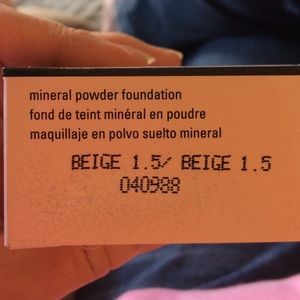 mineral powder foundation
fond de teint minéral en poudre
maquillaje en polvo suelto mineral
BEIGE 1.5/ BEIGE 1.5
040988